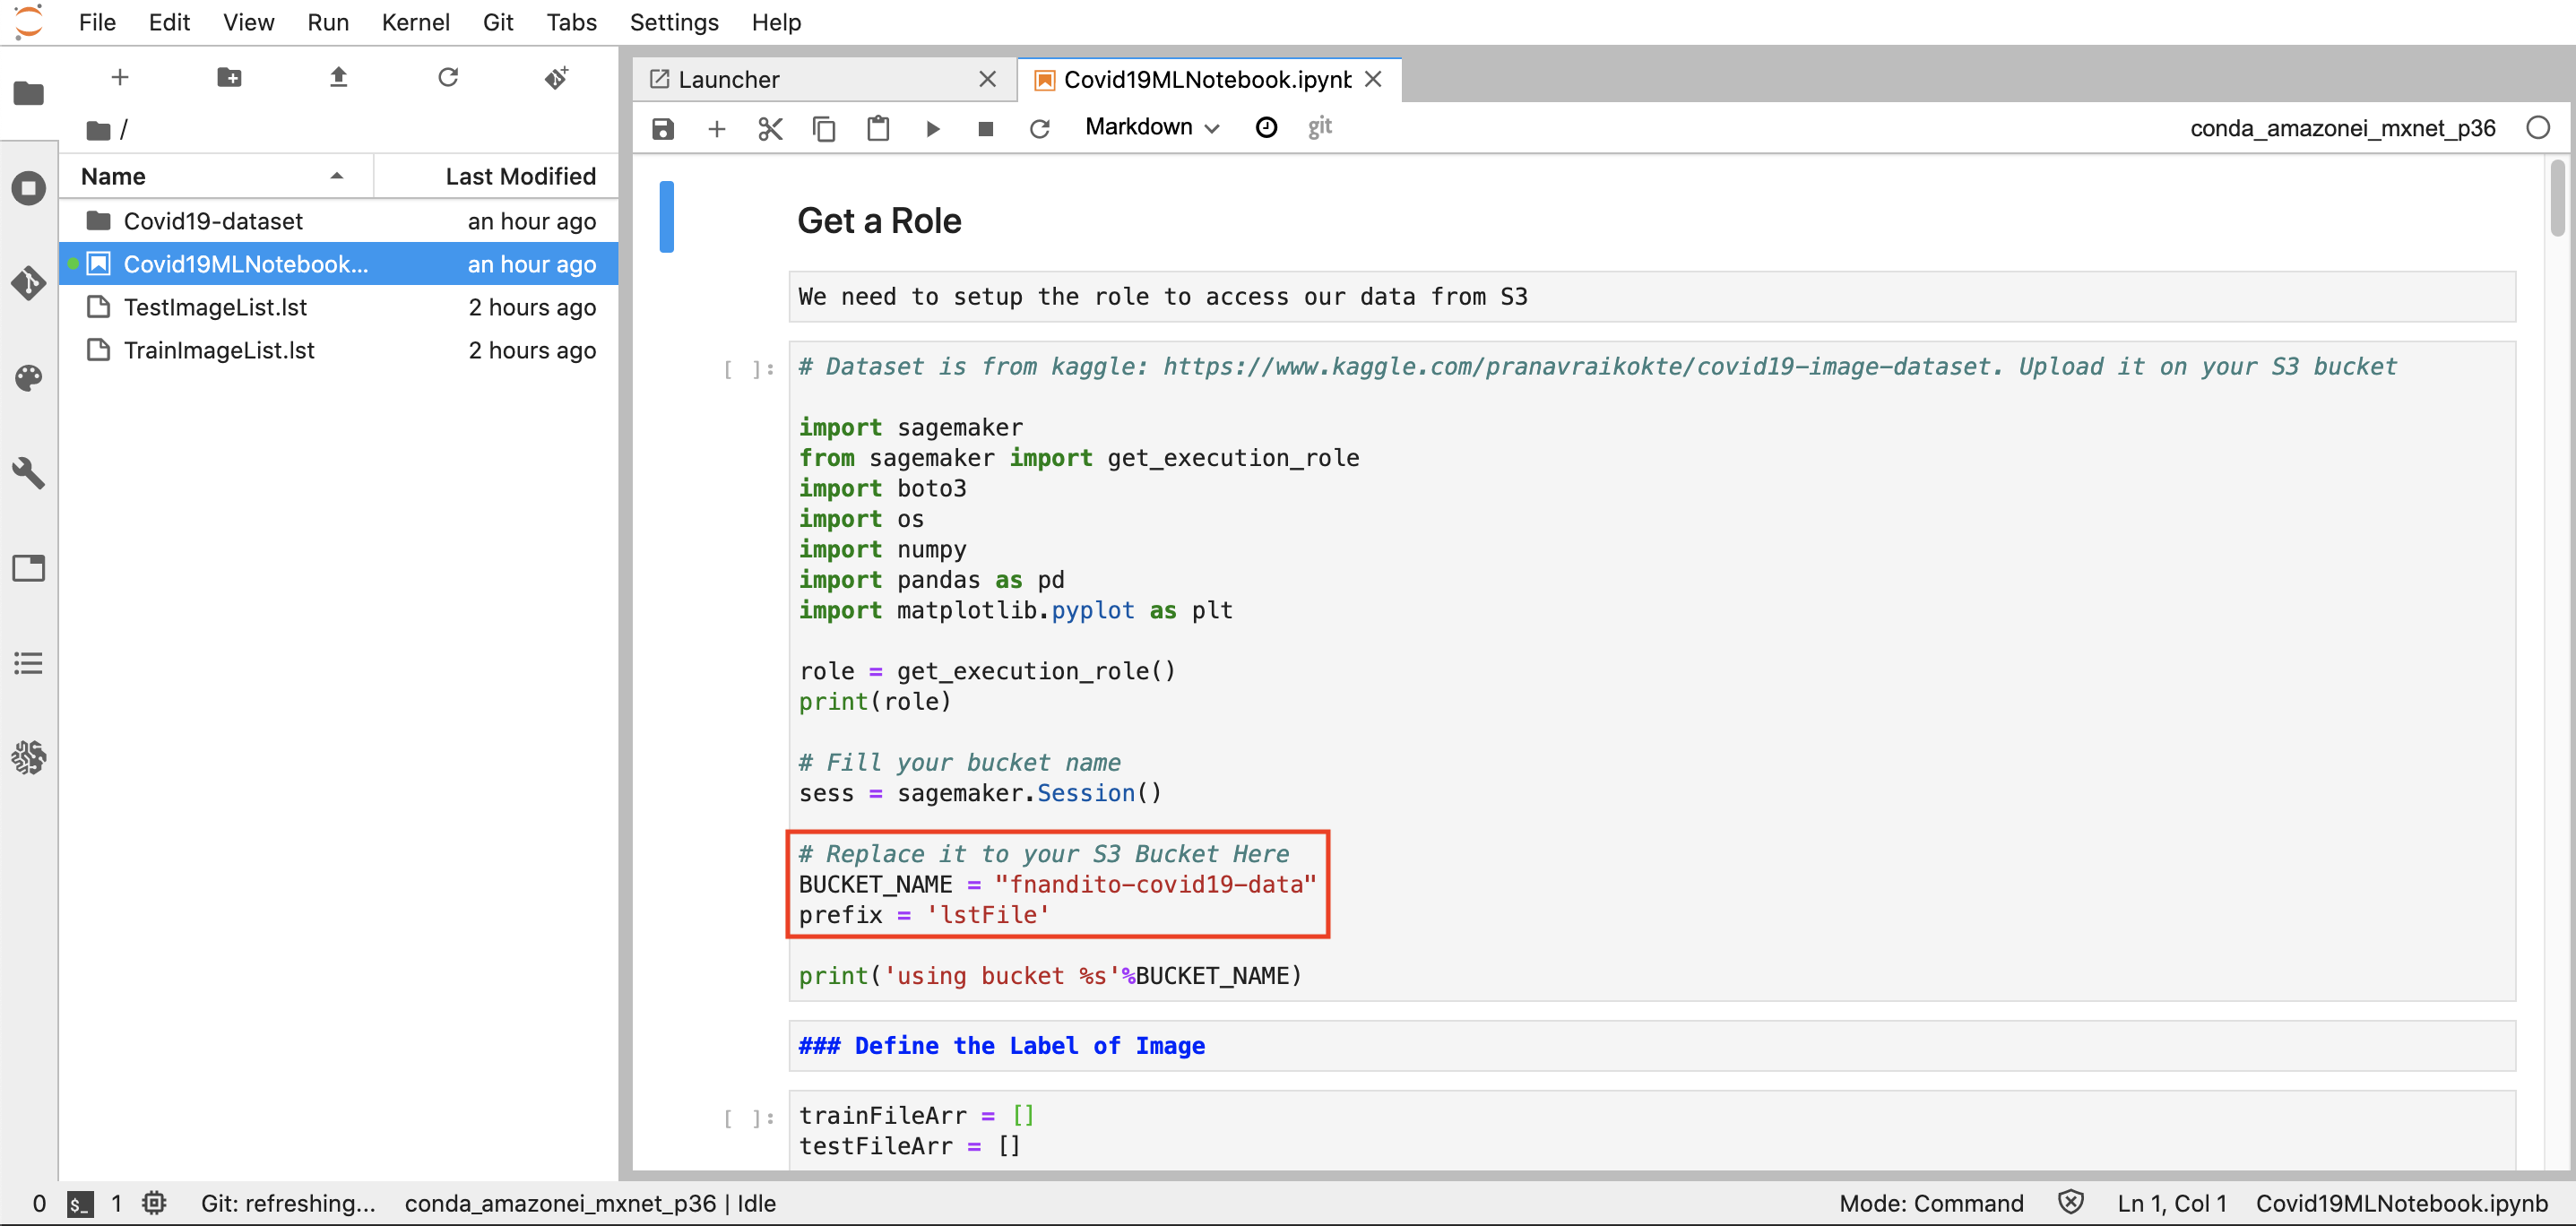 File Edit View Run Kernel Git Tabs Settings Help
/
Name Last Modified
Covid19-dataset an hour ago
Covid19MLNotebook... an hour ago
TestImageList.lst 2 hours ago
TrainImageList.lst 2 hours ago
Launcher Covid19MLNotebook.ipynb
Markdown git conda_amazonei_mxnet_p36
Get a Role
We need to setup the role to access our data from S3
[ ]: # Dataset is from kaggle: https://www.kaggle.com/pranavraikokte/covid19-image-dataset. Upload it on your S3 bucket
import sagemaker
from sagemaker import get_execution_role
import boto3
import os
import numpy
import pandas as pd
import matplotlib.pyplot as plt
role = get_execution_role()
print(role)
# Fill your bucket name
sess = sagemaker.Session()
# Replace it to your S3 Bucket Here
BUCKET_NAME = "fnandito-covid19-data"
prefix = 'lstFile'
print('using bucket %s'%BUCKET_NAME)
### Define the Label of Image
[ ]: trainFileArr = []
testFileArr = []
0 $_ 1 Git: refreshing... conda_amazonei_mxnet_p36 | Idle Mode: Command Ln 1, Col 1 Covid19MLNotebook.ipynb